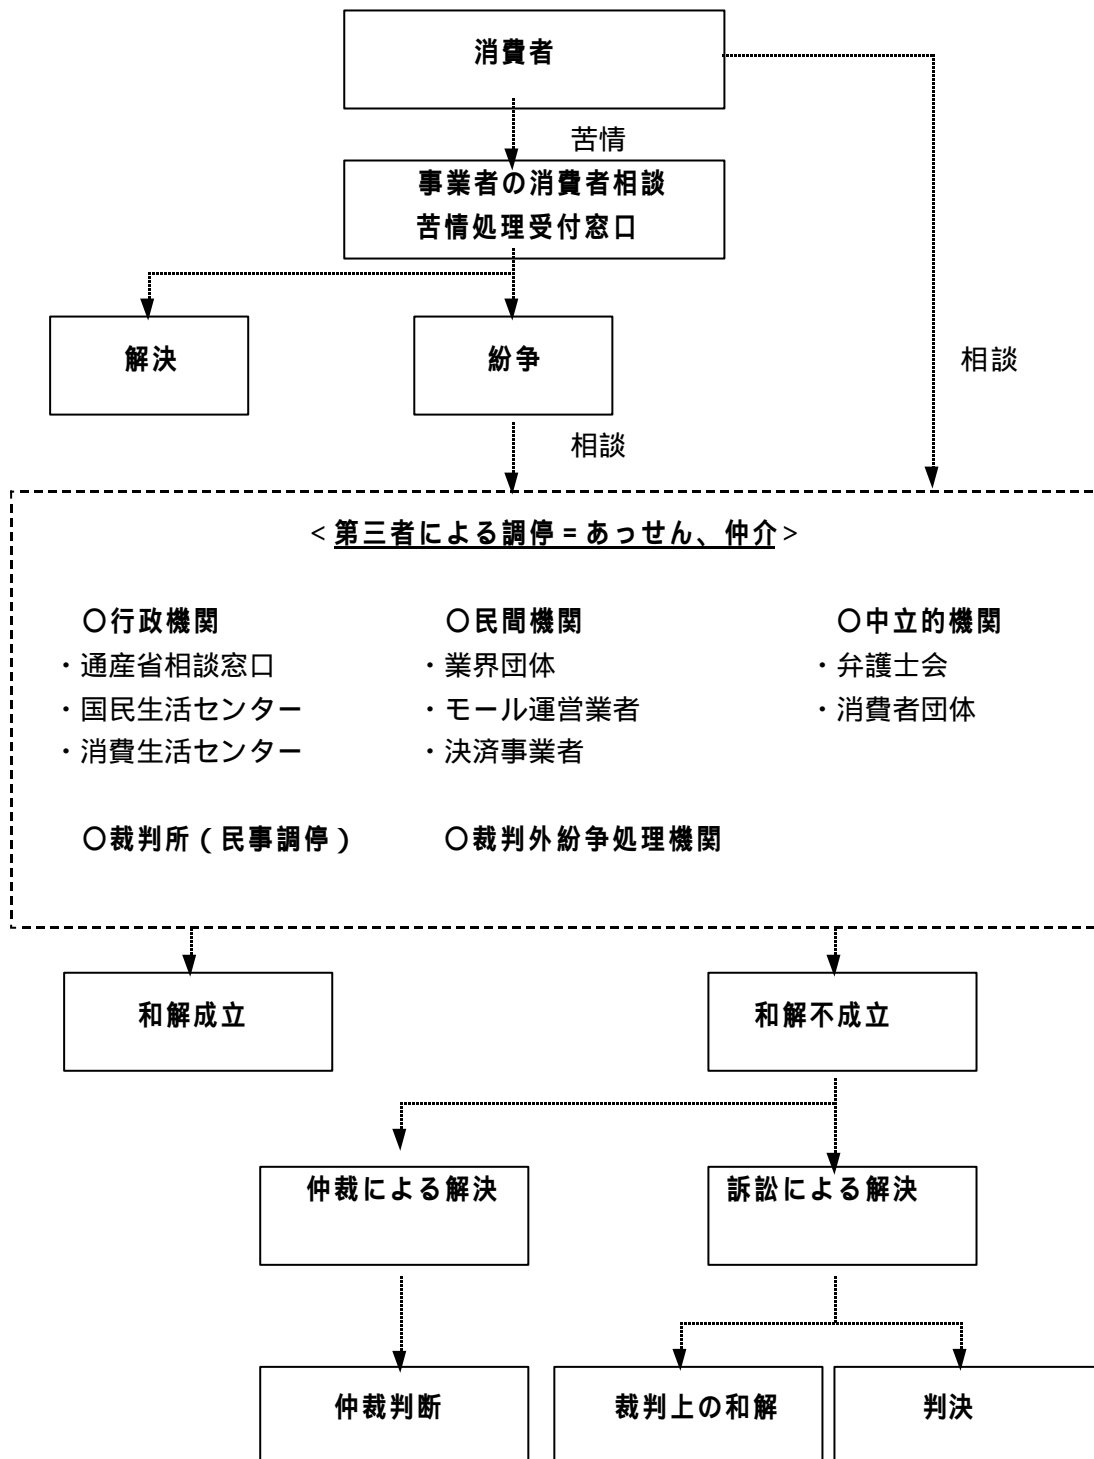 消費者
苦情
事業者の消費者相談
苦情処理受付窓口
解決
紛争
相談
相談
<第三者による調停=あっせん、仲介>
〇行政機関
・通産省相談窓口
・国民生活センター
・消費生活センター
〇民間機関
・業界団体
・モール運営業者
・決済事業者
〇中立的機関
・弁護士会
・消費者団体
〇裁判所(民事調停)
〇裁判外紛争処理機関
和解成立
和解不成立
仲裁による解決
訴訟による解決
仲裁判断
裁判上の和解
判決